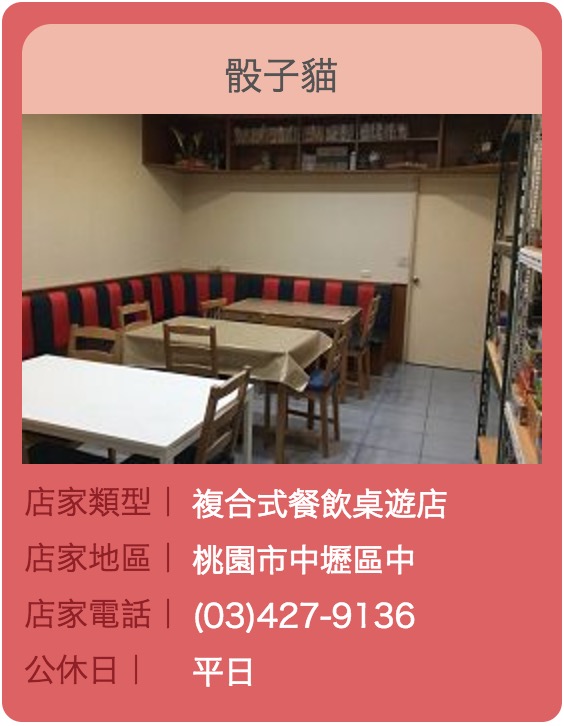 骰子貓
店家類型｜ 複合式餐飲桌遊店
店家地區｜ 桃園市中壢區中
店家電話｜ (03)427-9136
公休日｜ 平日